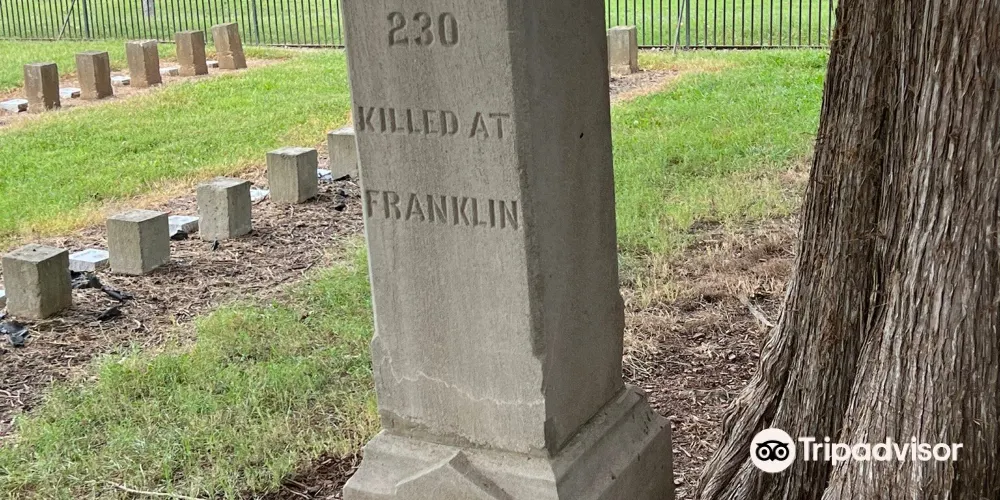 230
KILLED AT
FRANKLIN
Tripadvisor